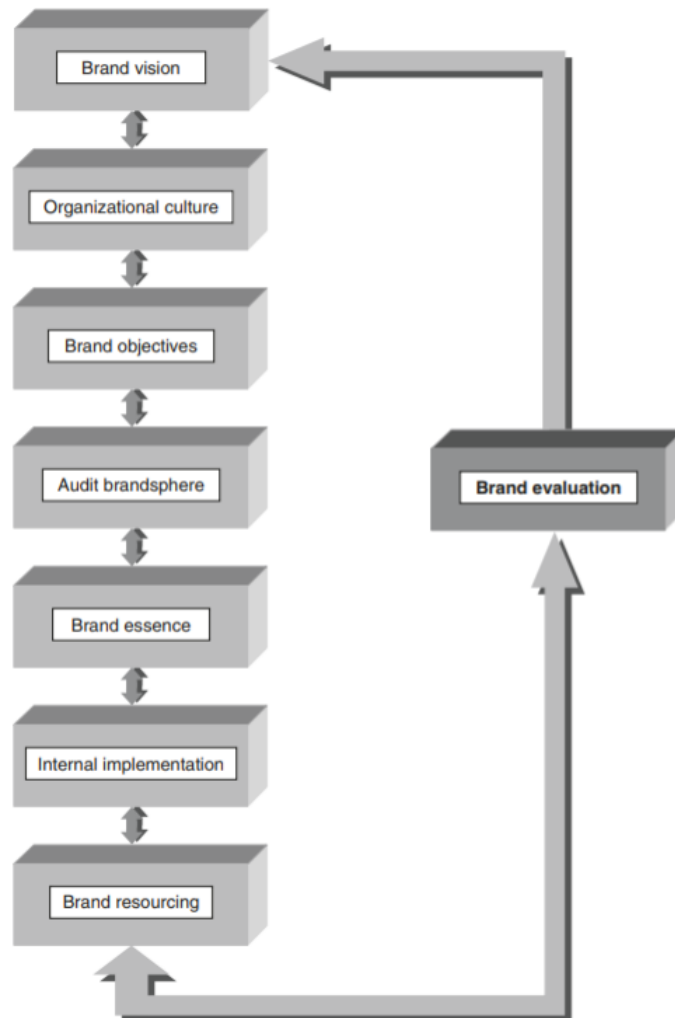 Brand vision
Organizational culture
Brand objectives
Audit brandsphere
Brand evaluation
Brand essence
Internal implementation
Brand resourcing